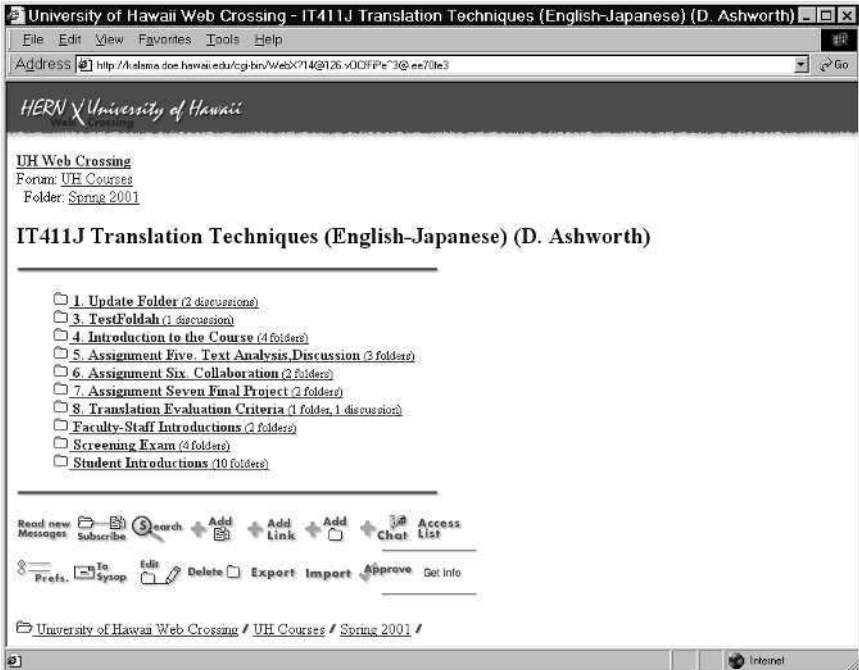 University of Hawaii Web Crossing - IT411J Translation Techniques (English-Japanese) (D. Ashworth)
File Edit View Favorites Tools Help
Address Go
HERN University of Hawaii
Web Crossing
UH Web Crossing
Forum: UH Courses
Folder: Spring 2001
IT411J Translation Techniques (English-Japanese) (D. Ashworth)
1. Update Folder (2 discussions)
3. TestFoldah (1 discussion)
4. Introduction to the Course (4 folders)
5. Assignment Five. Text Analysis,Discussion (3 folders)
6. Assignment Six. Collaboration (2 folders)
7. Assignment Seven Final Project (2 folders)
8. Translation Evaluation Criteria (1 folder, 1 discussion)
Faculty-Staff Introductions (2 folders)
Screening Exam (4 folders)
Student Introductions (10 folders)
Read new Messages Subscribe Search Add Add Link Add Chat Access List
Prefs. To Sysop Edit Delete Export Import Approve Get Info
University of Hawaii Web Crossing / UH Courses / Spring 2001 /
Internet